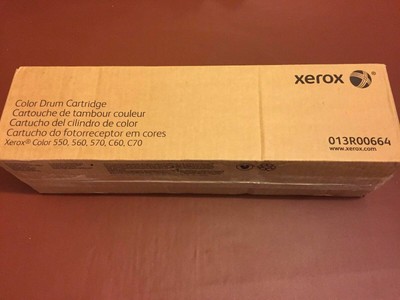 xerox
Color Drum Cartridge
Cartouche de tambour couleur
Cartucho del cilindro de color
Cartucho do fotorreceptor em cores
Xerox® Color 550, 560, 570, C60, C70
013R00664
www.xerox.com